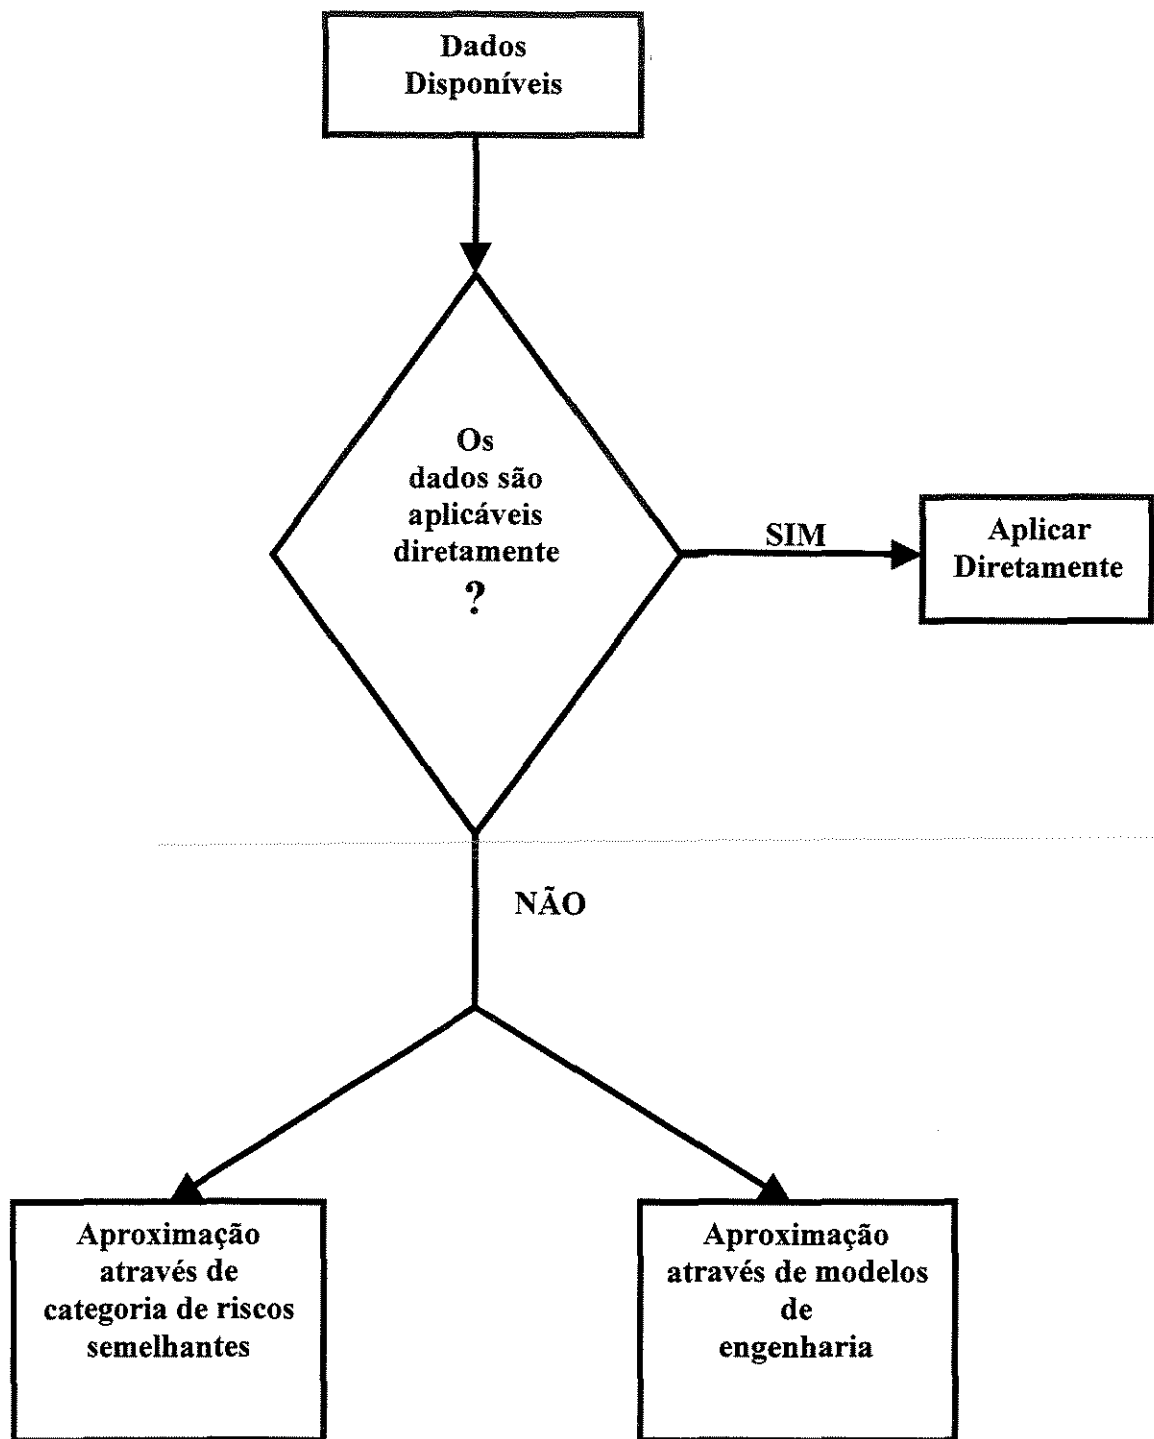 Dados
Disponíveis
Os
dados são
aplicáveis
diretamente
?
SIM
Aplicar
Diretamente
NÃO
Aproximação
através de
categoria de riscos
semelhantes
Aproximação
através de modelos
de
engenharia